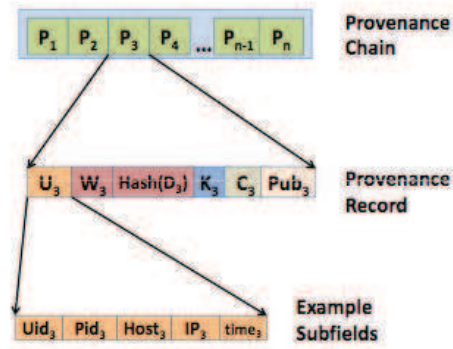 P1 P2 P3 P4 ... Pn-1 Pn
Provenance
Chain
U3 W3 Hash(D3) K3 C3 Pub3
Provenance
Record
Uid3 Pid3 Host3 IP3 time3
Example
Subfields